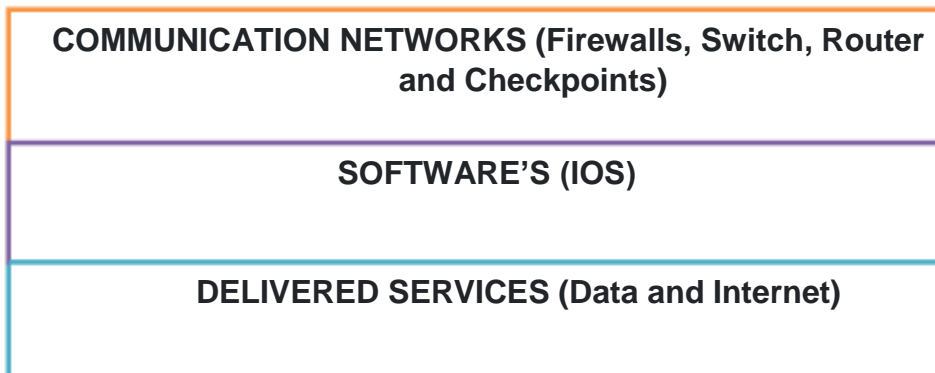 COMMUNICATION NETWORKS (Firewalls, Switch, Router
and Checkpoints)
SOFTWARE’S (IOS)
DELIVERED SERVICES (Data and Internet)